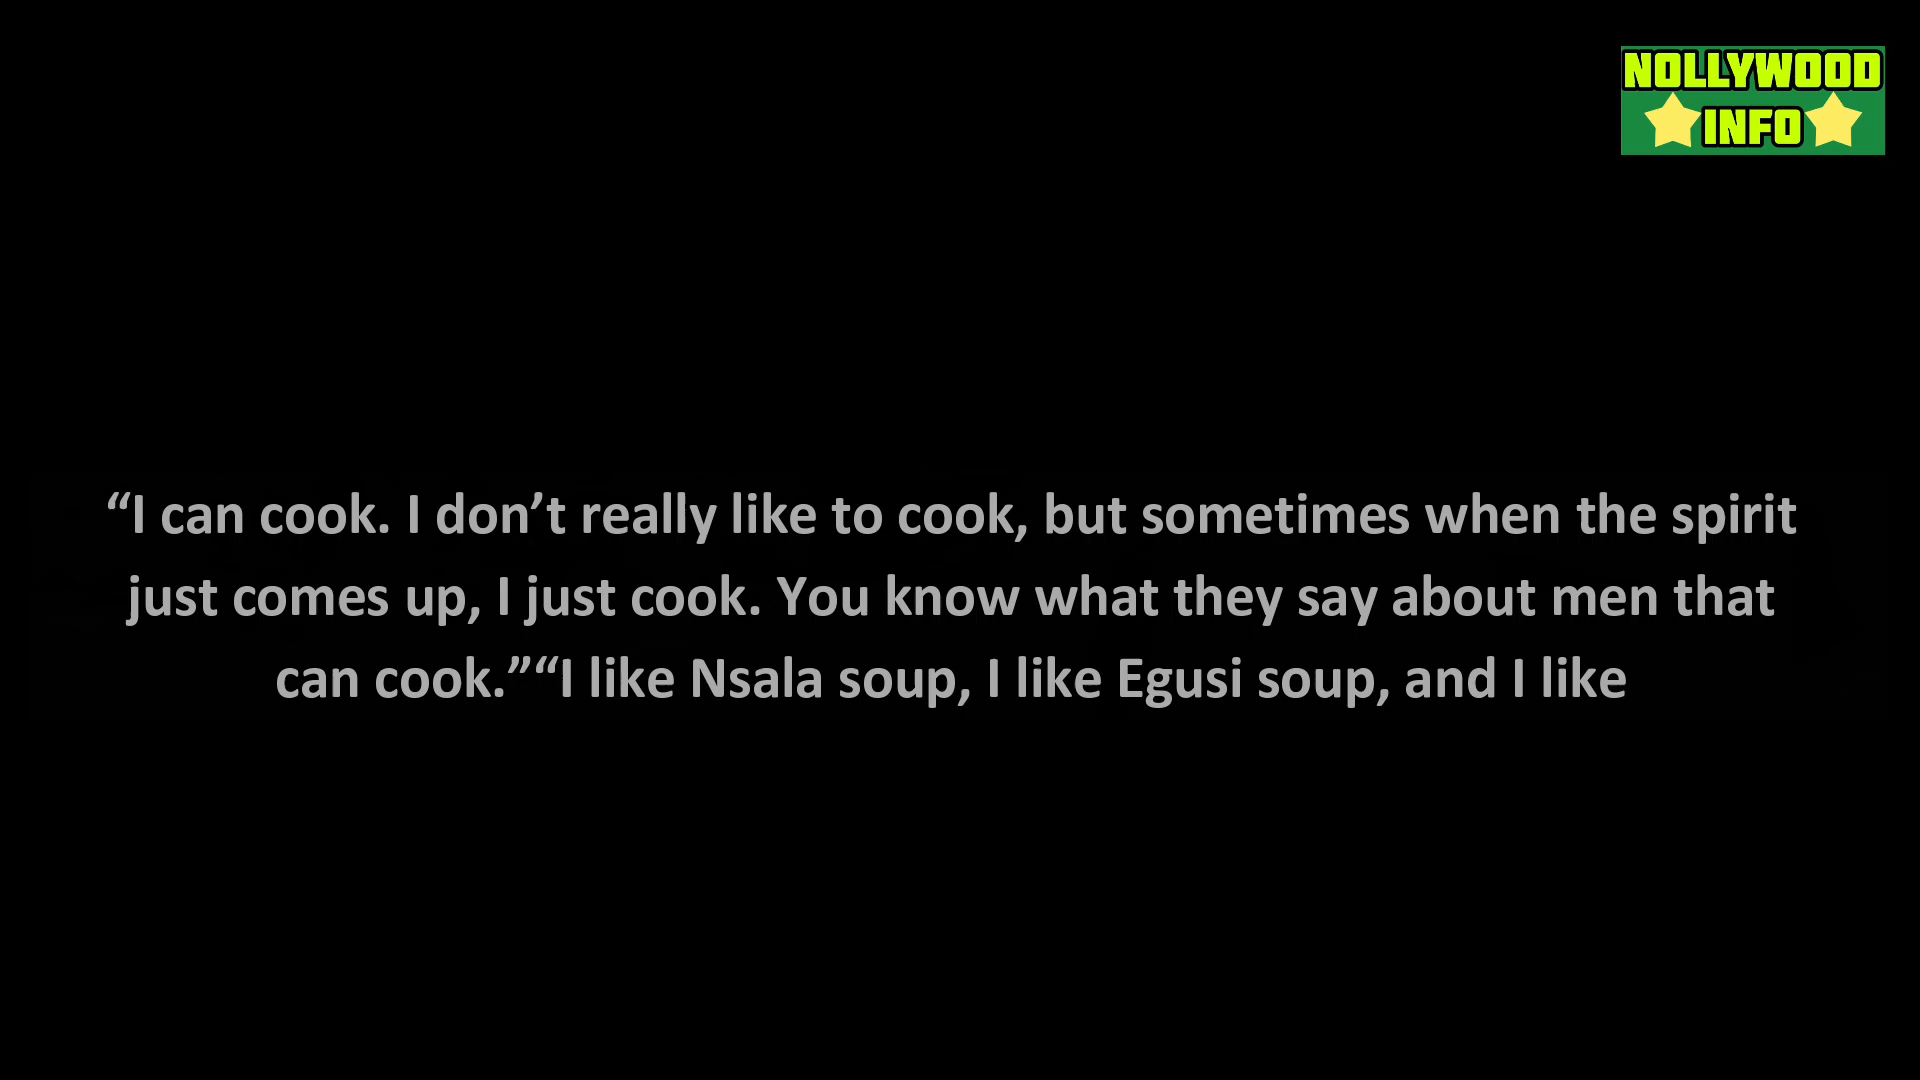 NOLLYWOOD
INFO
“I can cook. I don’t really like to cook, but sometimes when the spirit
just comes up, I just cook. You know what they say about men that
can cook.”“I like Nsala soup, I like Egusi soup, and I like